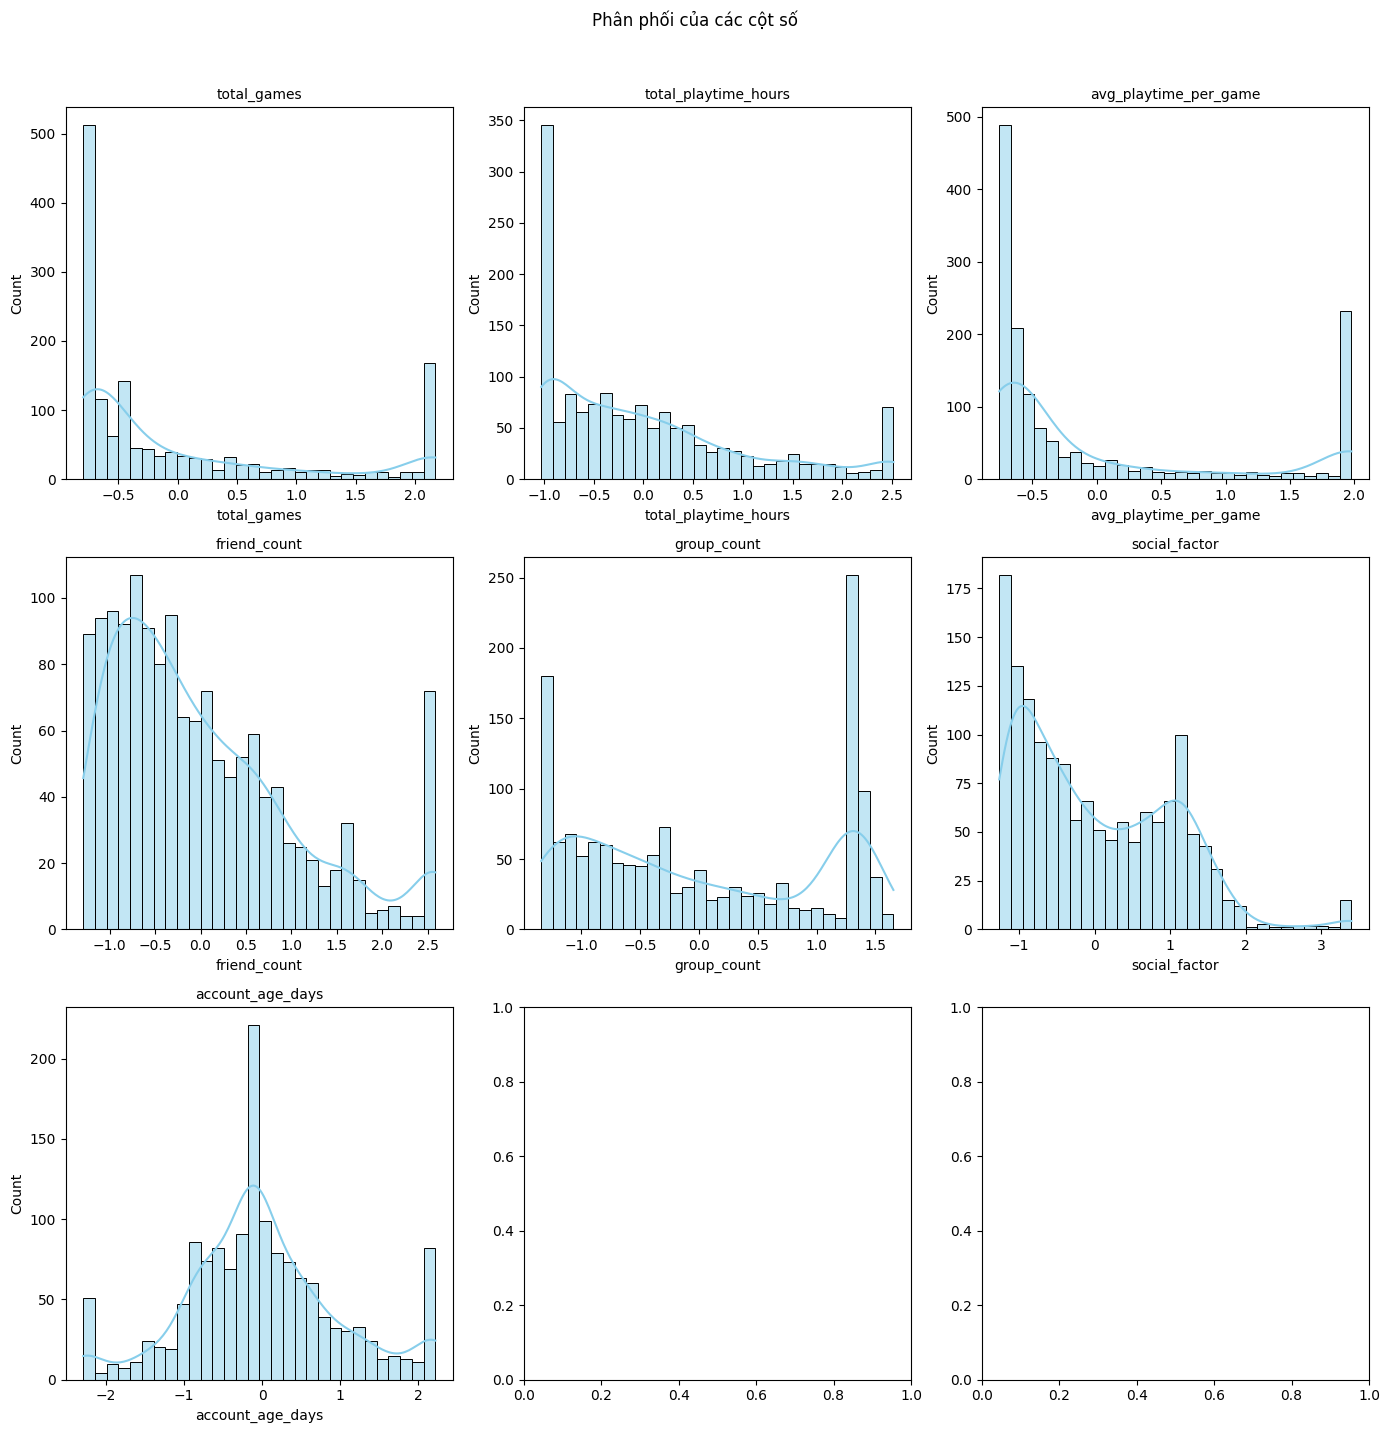 Phân phối của các cột số
total_games
500
400
300
200
100
0
Count
−0.5 0.0 0.5 1.0 1.5 2.0
total_games
total_playtime_hours
350
300
250
200
150
100
50
0
Count
−1.0 −0.5 0.0 0.5 1.0 1.5 2.0 2.5
total_playtime_hours
avg_playtime_per_game
500
400
300
200
100
0
Count
−0.5 0.0 0.5 1.0 1.5 2.0
avg_playtime_per_game
friend_count
100
80
60
40
20
0
Count
−1.0 −0.5 0.0 0.5 1.0 1.5 2.0 2.5
friend_count
group_count
250
200
150
100
50
0
Count
−1.0 −0.5 0.0 0.5 1.0 1.5
group_count
social_factor
175
150
125
100
75
50
25
0
Count
−1 0 1 2 3
social_factor
account_age_days
200
150
100
50
0
Count
−2 −1 0 1 2
account_age_days
1.0
0.8
0.6
0.4
0.2
0.0
0.0 0.2 0.4 0.6 0.8 1.0
1.0
0.8
0.6
0.4
0.2
0.0
0.0 0.2 0.4 0.6 0.8 1.0